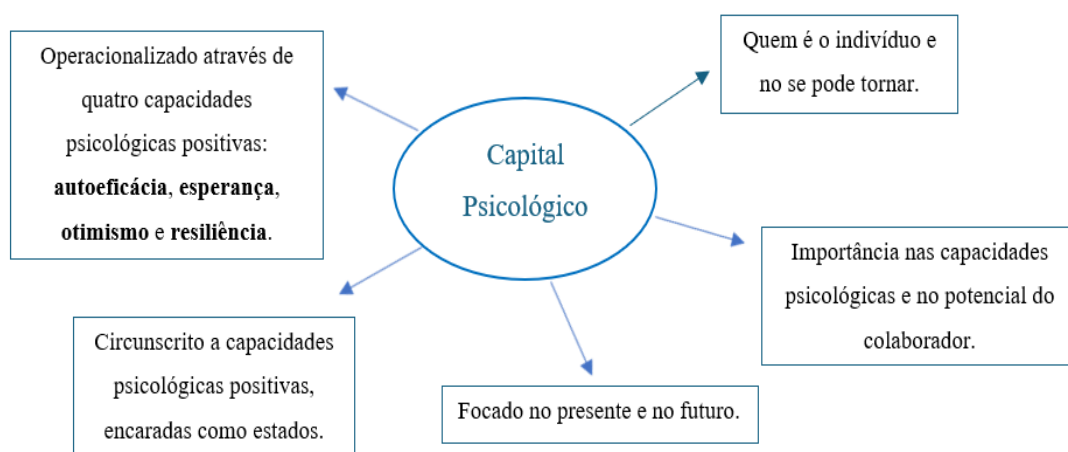 Operacionalizado através de
quatro capacidades
psicológicas positivas:
autoeficácia, esperança,
otimismo e resiliência.
Quem é o indivíduo e
no se pode tornar.
Capital
Psicológico
Importância nas capacidades
psicológicas e no potencial do
colaborador.
Circunscrito a capacidades
psicológicas positivas,
encaradas como estados.
Focado no presente e no futuro.